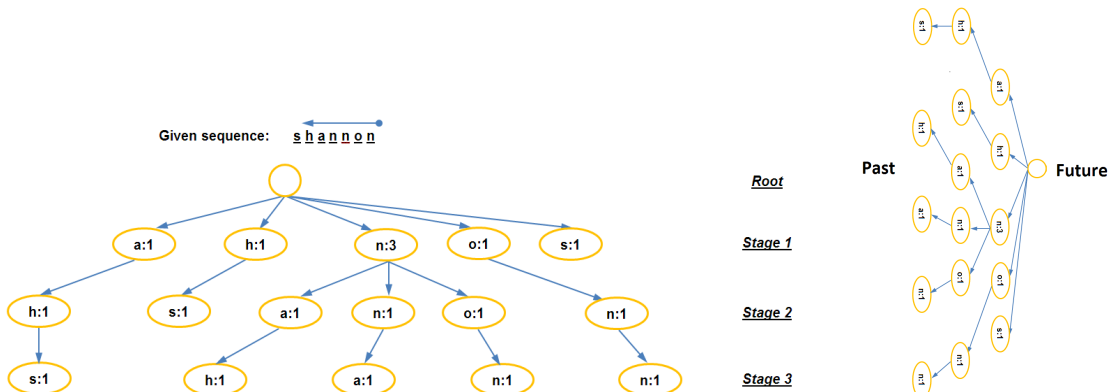 Given sequence: s h a n n o n
Root
a:1 h:1 n:3 o:1 s:1 Stage 1
h:1 s:1 a:1 n:1 o:1 n:1 Stage 2
s:1 h:1 a:1 n:1 n:1 Stage 3
s:1 h:1
a:1
s:1
h:1 h:1
a:1
Past Future
a:1 n:1 n:3
n:1 o:1 o:1
s:1
n:1 n:1